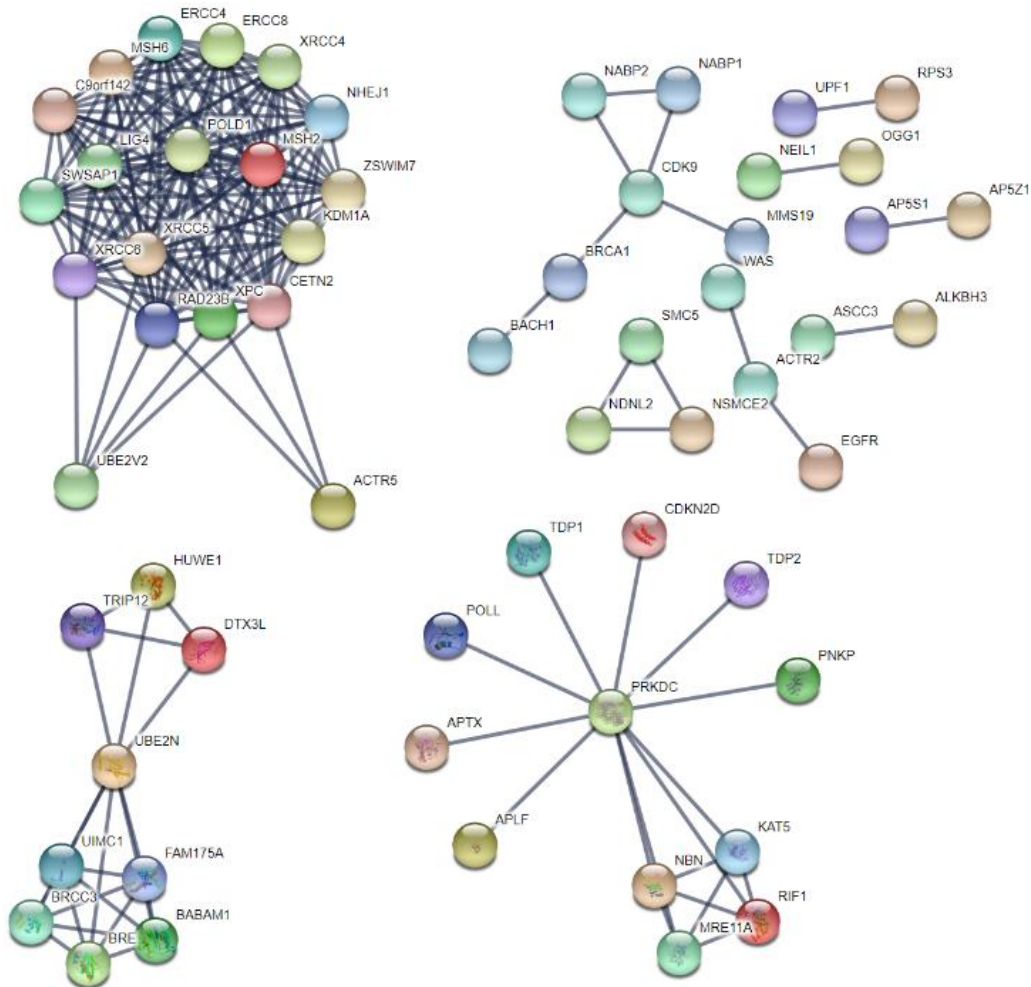 ERCC4
ERCC8
MSH6
XRCC4
C9orf142
NHEJ1
LIG4
POLD1
MSH2
ZSWIM7
SWSAP1
KDM1A
XRCC5
XRCC6
CETN2
XPC
RAD23B
UBE2V2
ACTR5
NABP2
NABP1
CDK9
MMS19
BRCA1
WAS
BACH1
SMC5
ACTR2
NDNL2
NSMCE2
EGFR
UPF1
RPS3
OGG1
NEIL1
AP5Z1
AP5S1
ALKBH3
ASCC3
HUWE1
TRIP12
DTX3L
UBE2N
UIMC1
FAM175A
BRCC3
BABAM1
BRE
CDKN2D
TDP1
TDP2
POLL
PNKP
PRKDC
APTX
APLF
KAT5
NBN
RIF1
MRE11A